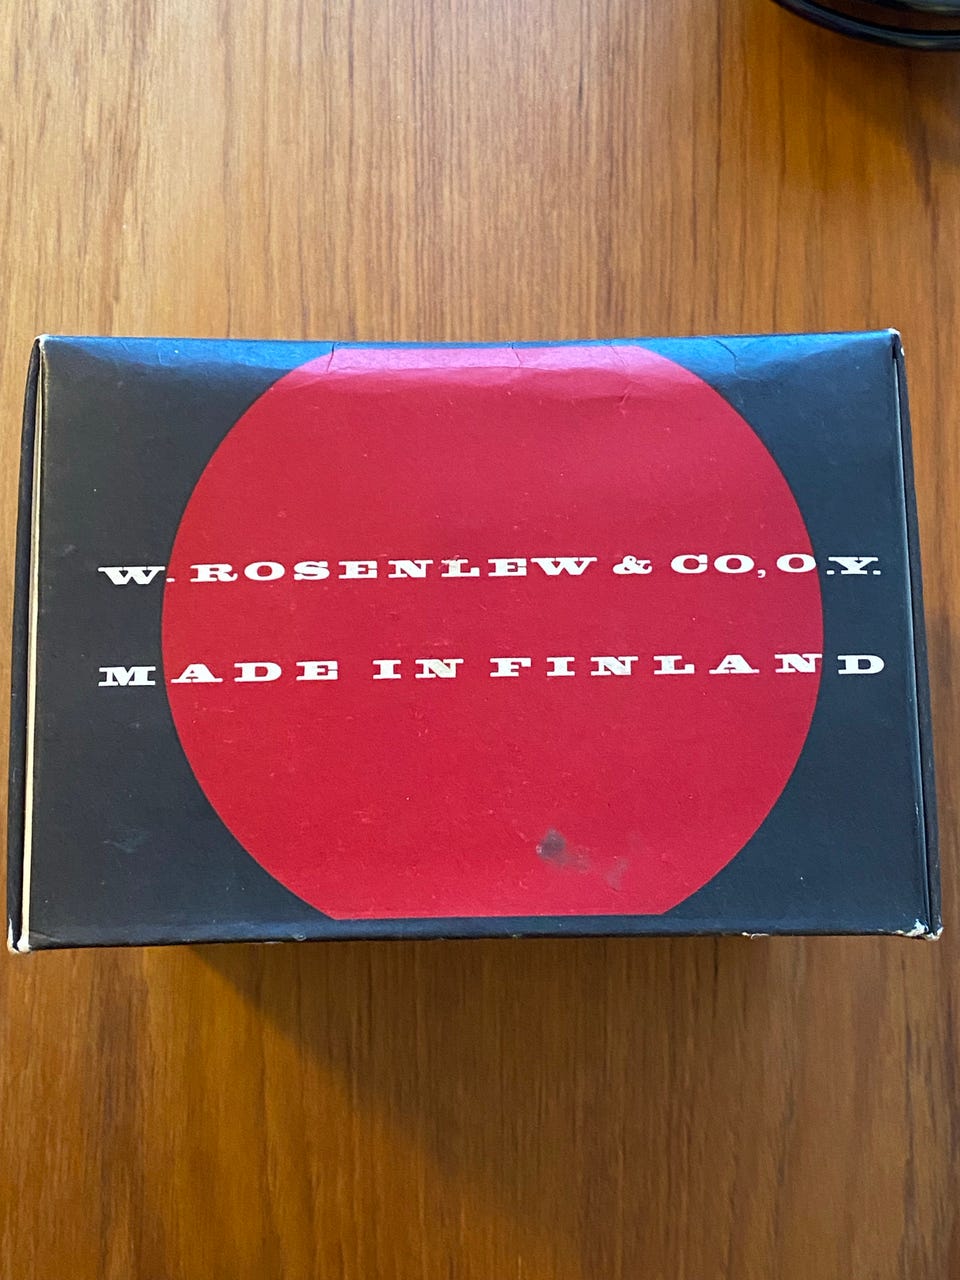 W. ROSENLEW & CO, O.Y.
MADE IN FINLAND